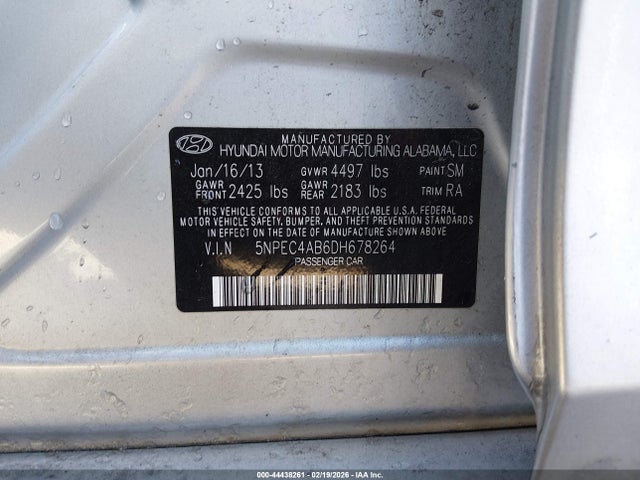 MANUFACTURED BY
HYUNDAI MOTOR MANUFACTURING ALABAMA, LLC
Jan/16/13 GVWR 4497 lbs PAINT SM
GAWR FRONT 2425 lbs GAWR REAR 2183 lbs TRIM RA
THIS VEHICLE CONFORMS TO ALL APPLICABLE U.S.A. FEDERAL
MOTOR VEHICLE SAFETY, BUMPER, AND THEFT PREVENTION STANDARDS
IN EFFECT ON THE DATE OF MANUFACTURE SHOWN ABOVE.
V.I.N 5NPEC4AB6DH678264
PASSENGER CAR
000-44438261 - 02/19/2026 - IAAI.COM